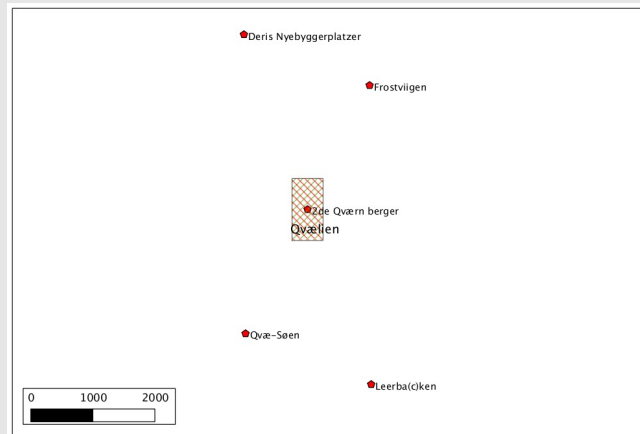 Deris Nyebyggerplatzer
Frostviigen
2de Qværn berger
Qvælien
Qvæ-Søen
Leerba(c)ken
0 1000 2000